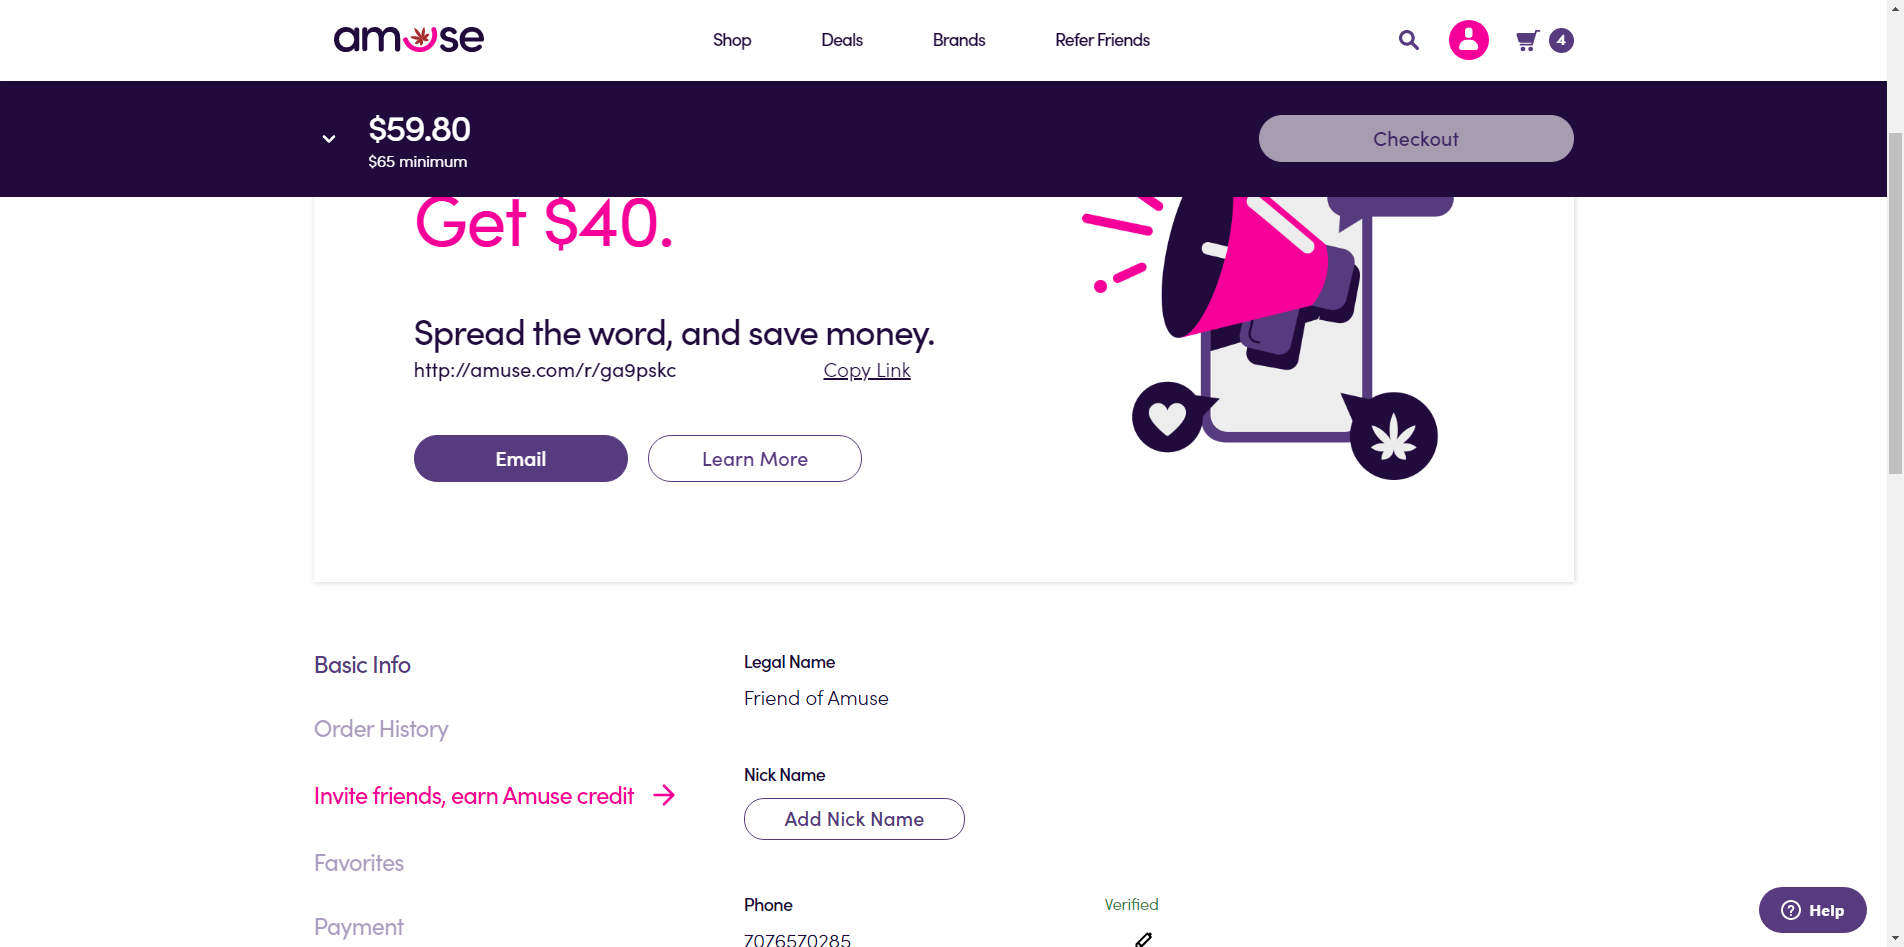 amuse
Shop
Deals
Brands
Refer Friends
4
$59.80
$65 minimum
Checkout
Get $40.
Spread the word, and save money.
http://amuse.com/r/ga9pskc
Copy Link
Email
Learn More
Basic Info
Order History
Invite friends, earn Amuse credit
Favorites
Payment
Legal Name
Friend of Amuse
Nick Name
Add Nick Name
Phone
Verified
7076570285
Help